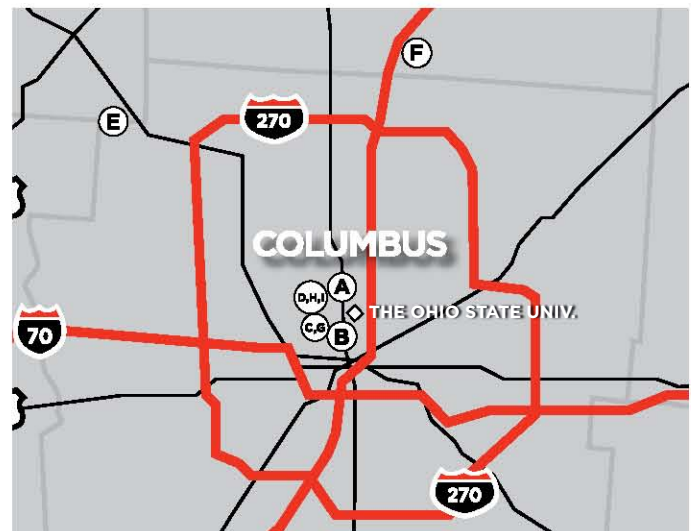 F
E
270
COLUMBUS
D,H,I
A
THE OHIO STATE UNIV.
C,G
B
70
270